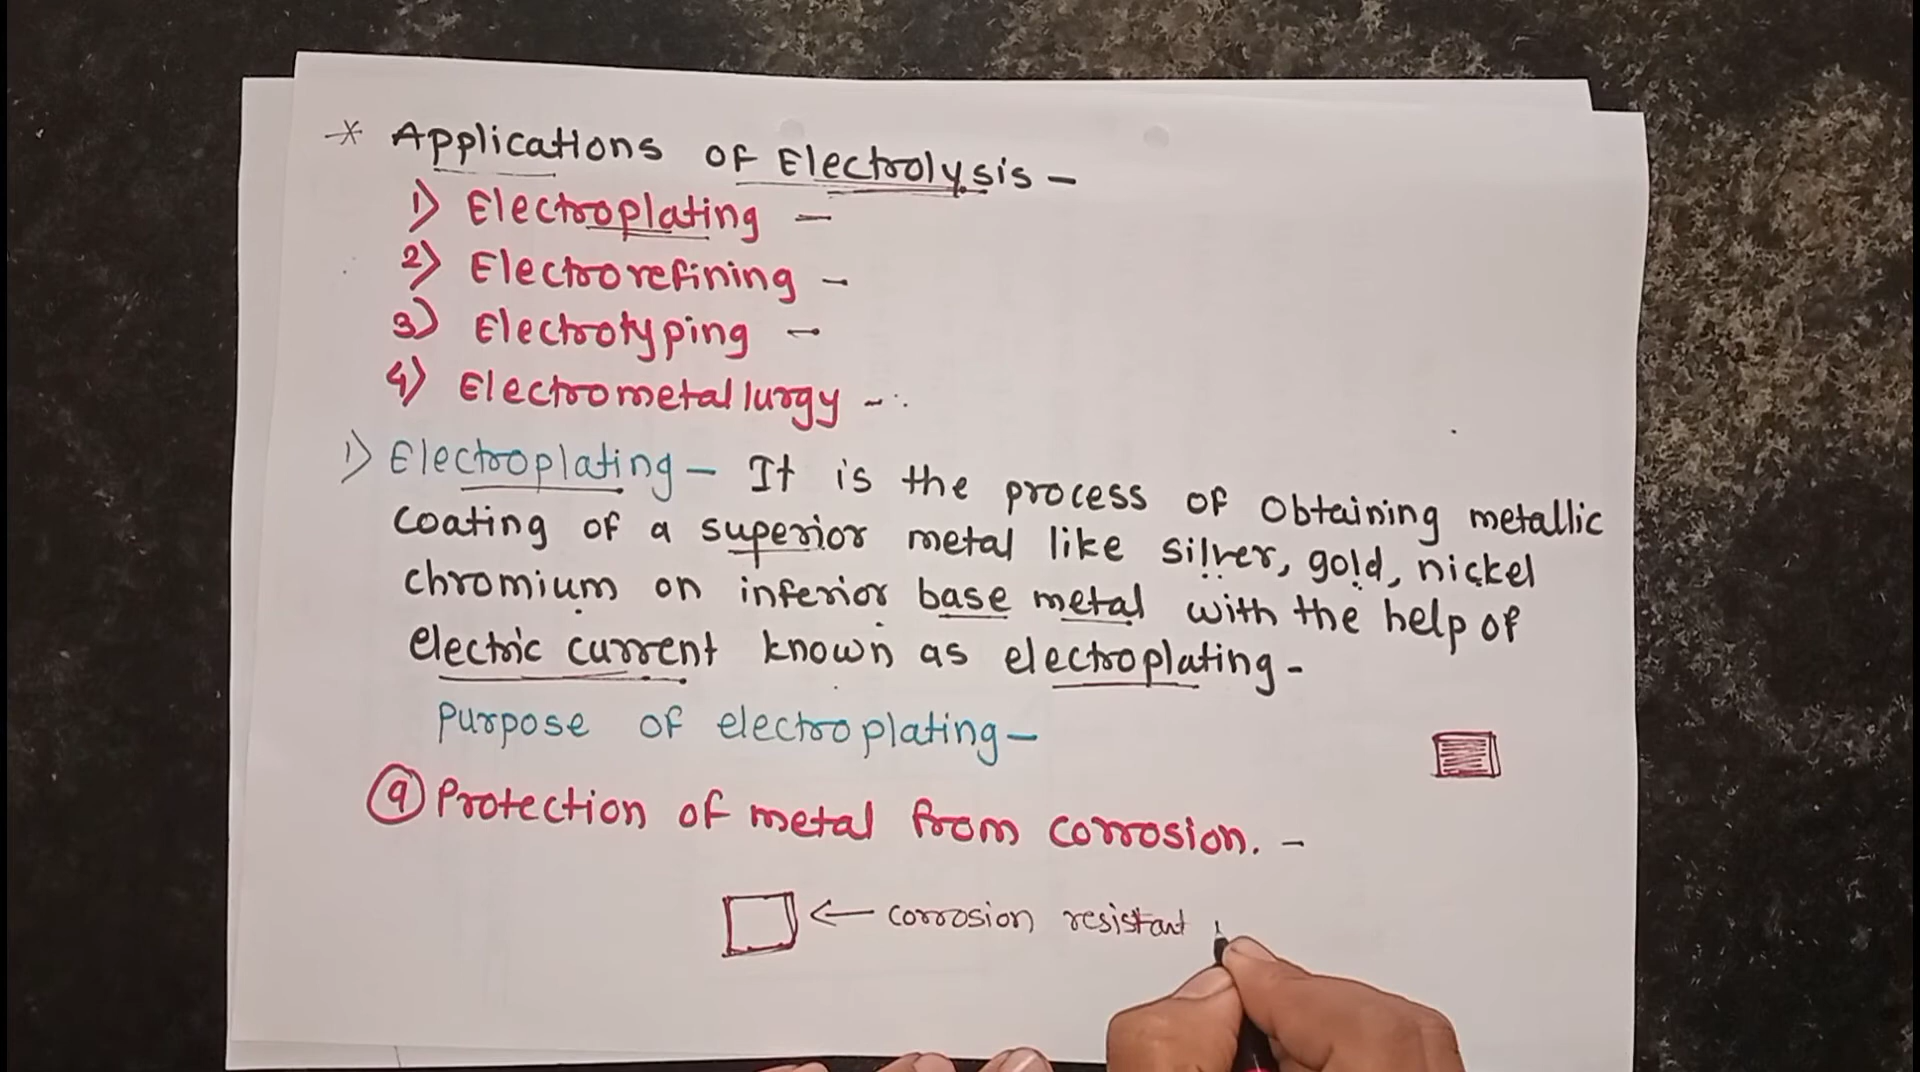 * Applications of Electrolysis -
1) Electroplating -
2) Electrorefining -
3) Electrotyping -
4) Electrometallurgy -
1) Electroplating - It is the process of obtaining metallic
coating of a superior metal like silver, gold, nickel
chromium on inferior base metal with the help of
electric current known as electroplating -
Purpose of electroplating -
a Protection of metal from corrosion. -
← corrosion resistant